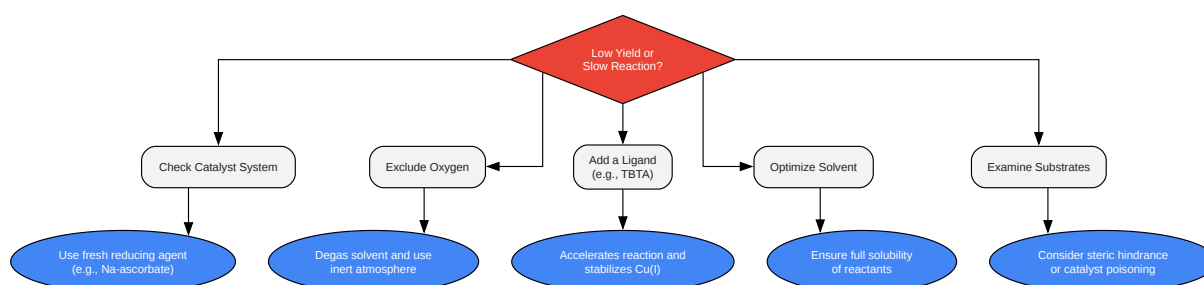 Low Yield or
Slow Reaction?
Check Catalyst System
Exclude Oxygen
Add a Ligand
(e.g., TBTA)
Optimize Solvent
Examine Substrates
Use fresh reducing agent
(e.g., Na-ascorbate)
Degas solvent and use
inert atmosphere
Accelerates reaction and
stabilizes Cu(I)
Ensure full solubility
of reactants
Consider steric hindrance
or catalyst poisoning